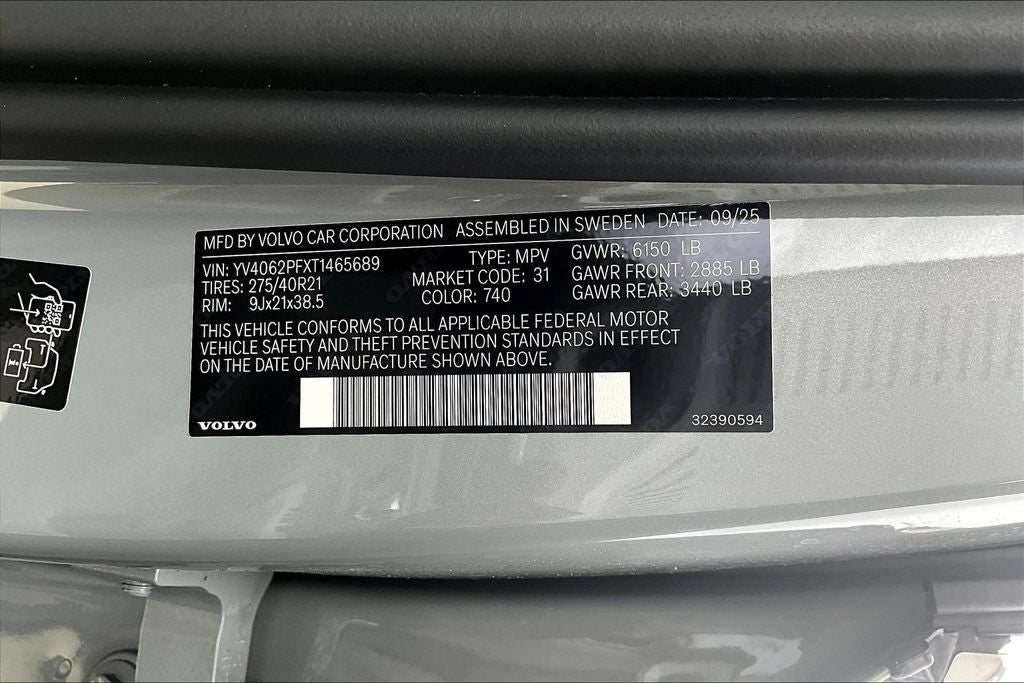 MFD BY VOLVO CAR CORPORATION ASSEMBLED IN SWEDEN DATE: 09/25
VIN: YV4062PFXT1465689 TYPE: MPV GVWR: 6150 LB
TIRES: 275/40R21 MARKET CODE: 31 GAWR FRONT: 2885 LB
RIM: 9Jx21x38.5 COLOR: 740 GAWR REAR: 3440 LB
THIS VEHICLE CONFORMS TO ALL APPLICABLE FEDERAL MOTOR
VEHICLE SAFETY AND THEFT PREVENTION STANDARDS IN EFFECT
ON THE DATE OF MANUFACTURE SHOWN ABOVE.
VOLVO 32390594